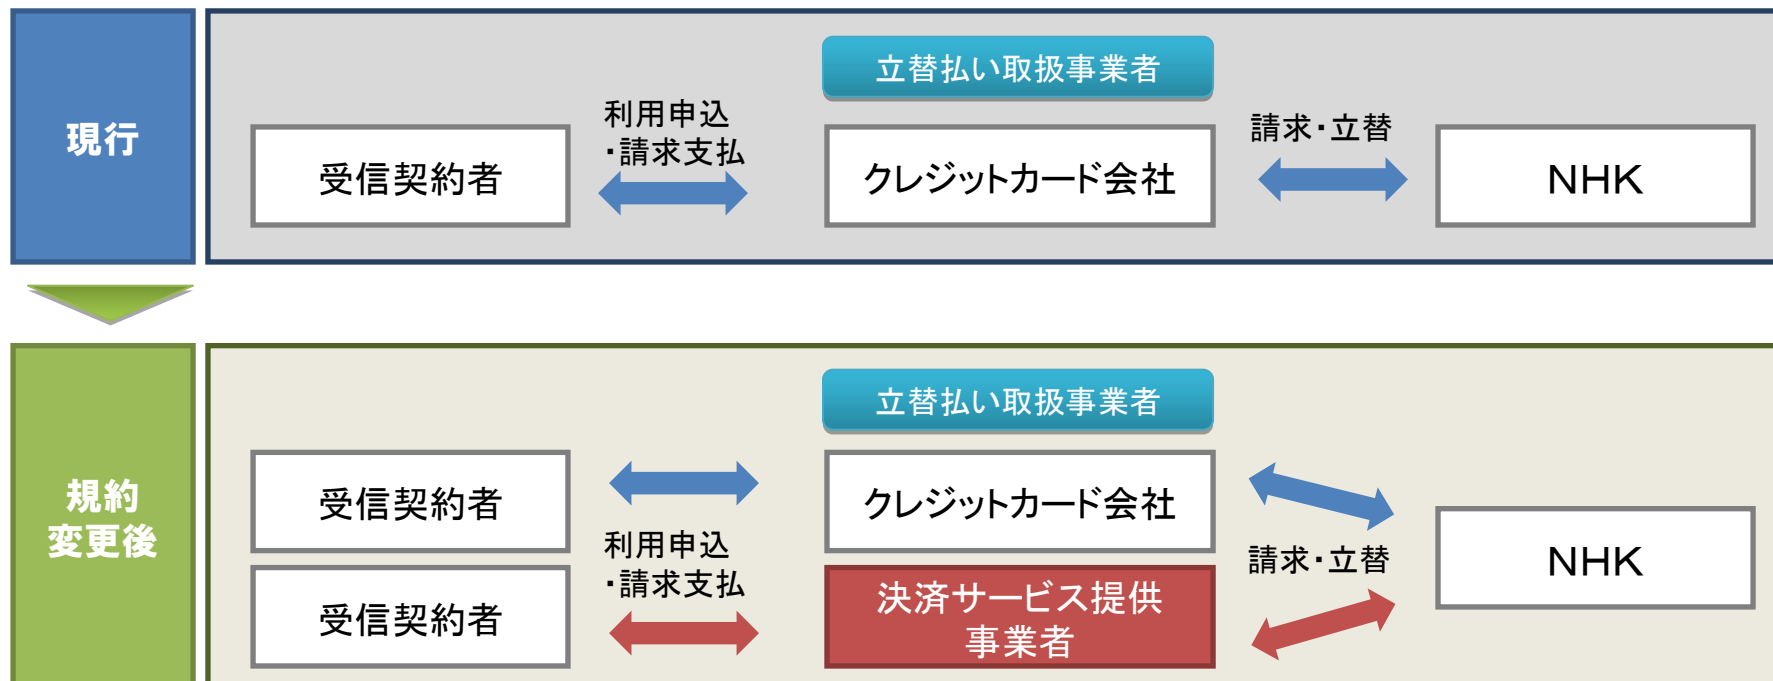 現行
立替払い取扱事業者
利用申込
・請求支払
請求・立替
受信契約者
クレジットカード会社
NHK
規約
変更後
立替払い取扱事業者
受信契約者
クレジットカード会社
利用申込
・請求支払
請求・立替
NHK
受信契約者
決済サービス提供
事業者